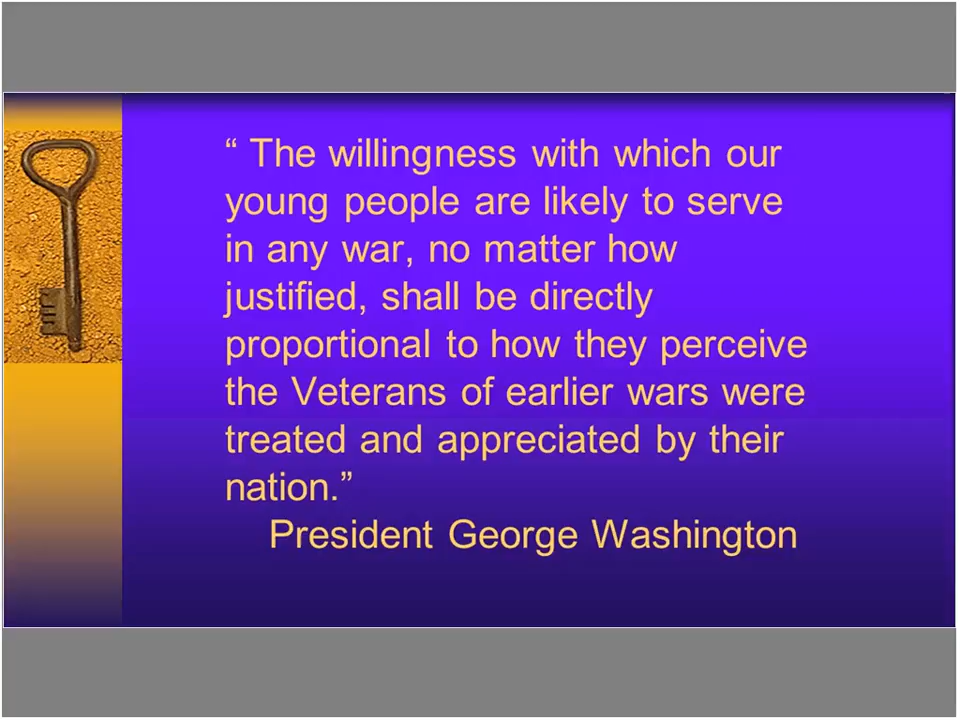 “ The willingness with which our
young people are likely to serve
in any war, no matter how
justified, shall be directly
proportional to how they perceive
the Veterans of earlier wars were
treated and appreciated by their
nation.”
President George Washington